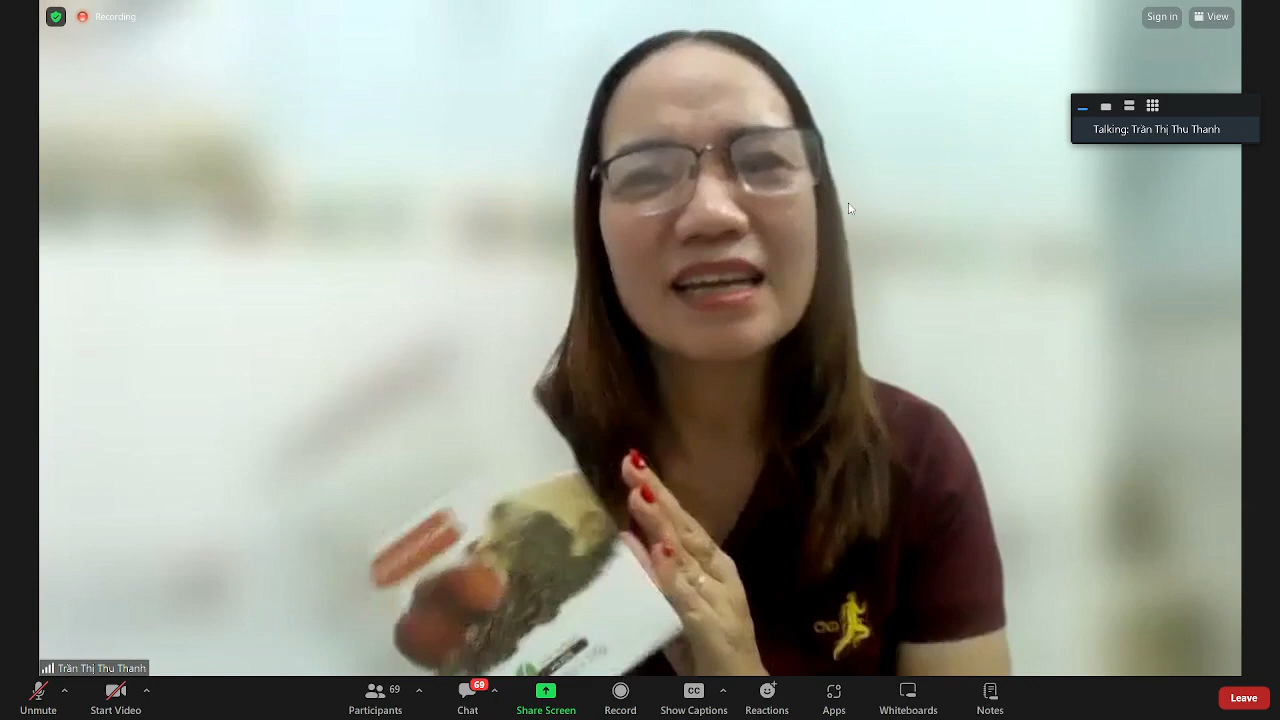 Recording
Sign in
View
Talking: Trần Thị Thu Thanh
Trần Thị Thu Thanh
Unmute
Start Video
69
Participants
69
Chat
Share Screen
Record
CC
Show Captions
Reactions
Apps
Whiteboards
Notes
Leave